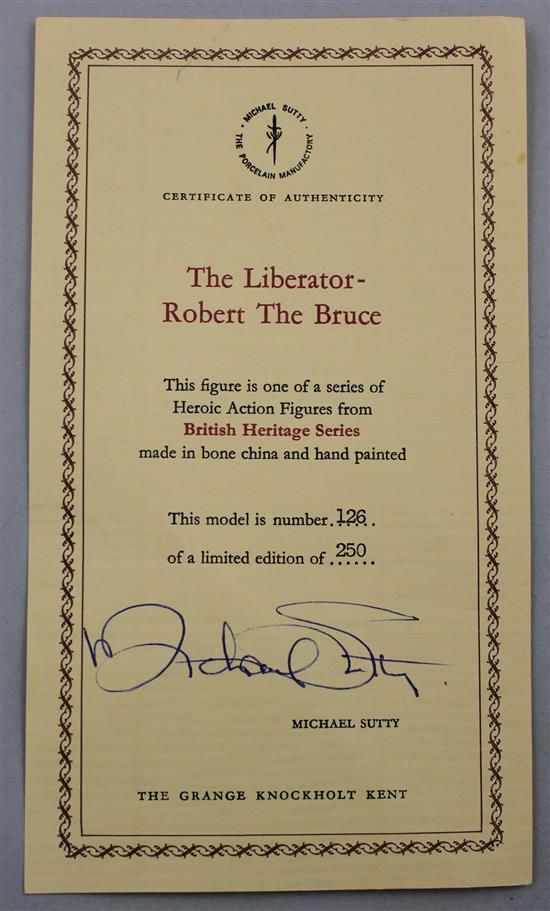 · MICHAEL SUTTY ·
THE PORCELAIN MANUFACTORY
CERTIFICATE OF AUTHENTICITY
The Liberator-
Robert The Bruce
This figure is one of a series of
Heroic Action Figures from
British Heritage Series
made in bone china and hand painted
This model is number.126.
of a limited edition of 250
Michael Sutty.
MICHAEL SUTTY
THE GRANGE KNOCKHOLT KENT